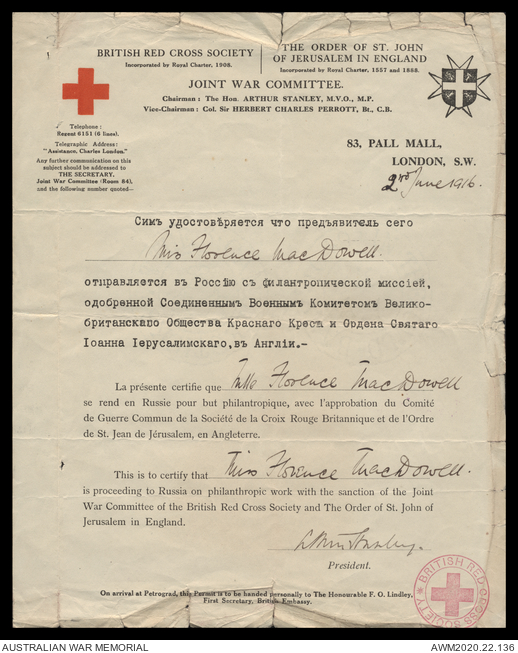 BRITISH RED CROSS SOCIETY
Incorporated by Royal Charter, 1908.
THE ORDER OF ST. JOHN
OF JERUSALEM IN ENGLAND
Incorporated by Royal Charter, 1557 and 1888.
JOINT WAR COMMITTEE.
Chairman : The Hon. ARTHUR STANLEY, M.V.O., M.P.
Vice-Chairman : Col. Sir HERBERT CHARLES PERROTT, Bt., C.B.
Telephone :
Regent 6151 (6 lines).
Telegraphic Address:
"Assistance, Charles London."
Any further communication on this
subject should be addressed to
THE SECRETARY,
Joint War Committee (Room 84),
and the following number quoted—
83, PALL MALL,
LONDON, S.W.
2nd June 1916.
Симъ удостовѣряется что предъявитель сего
Miss Florence MacDowell.
отправляется въ Россію съ филантропической миссіей,
одобренной Соединеннымъ Военнымъ Комитетомъ Велико-
британскаго Общества Краснаго Креста и Ордена Святаго
Іоанна Іерусалимскаго, въ Англіи.-
La présente certifie que Mlle Florence MacDowell
se rend en Russie pour but philantropique, avec l'approbation du Comité
de Guerre Commun de la Société de la Croix Rouge Britannique et de l'Ordre
de St. Jean de Jérusalem, en Angleterre.
This is to certify that Miss Florence MacDowell.
is proceeding to Russia on philanthropic work with the sanction of the Joint
War Committee of the British Red Cross Society and The Order of St. John of
Jerusalem in England.
President.
BRITISH RED CROSS SOCIETY
On arrival at Petrograd, this Permit is to be handed personally to The Honourable F. O. Lindley,
First Secretary, British Embassy.
AUSTRALIAN WAR MEMORIAL
AWM2020.22.136